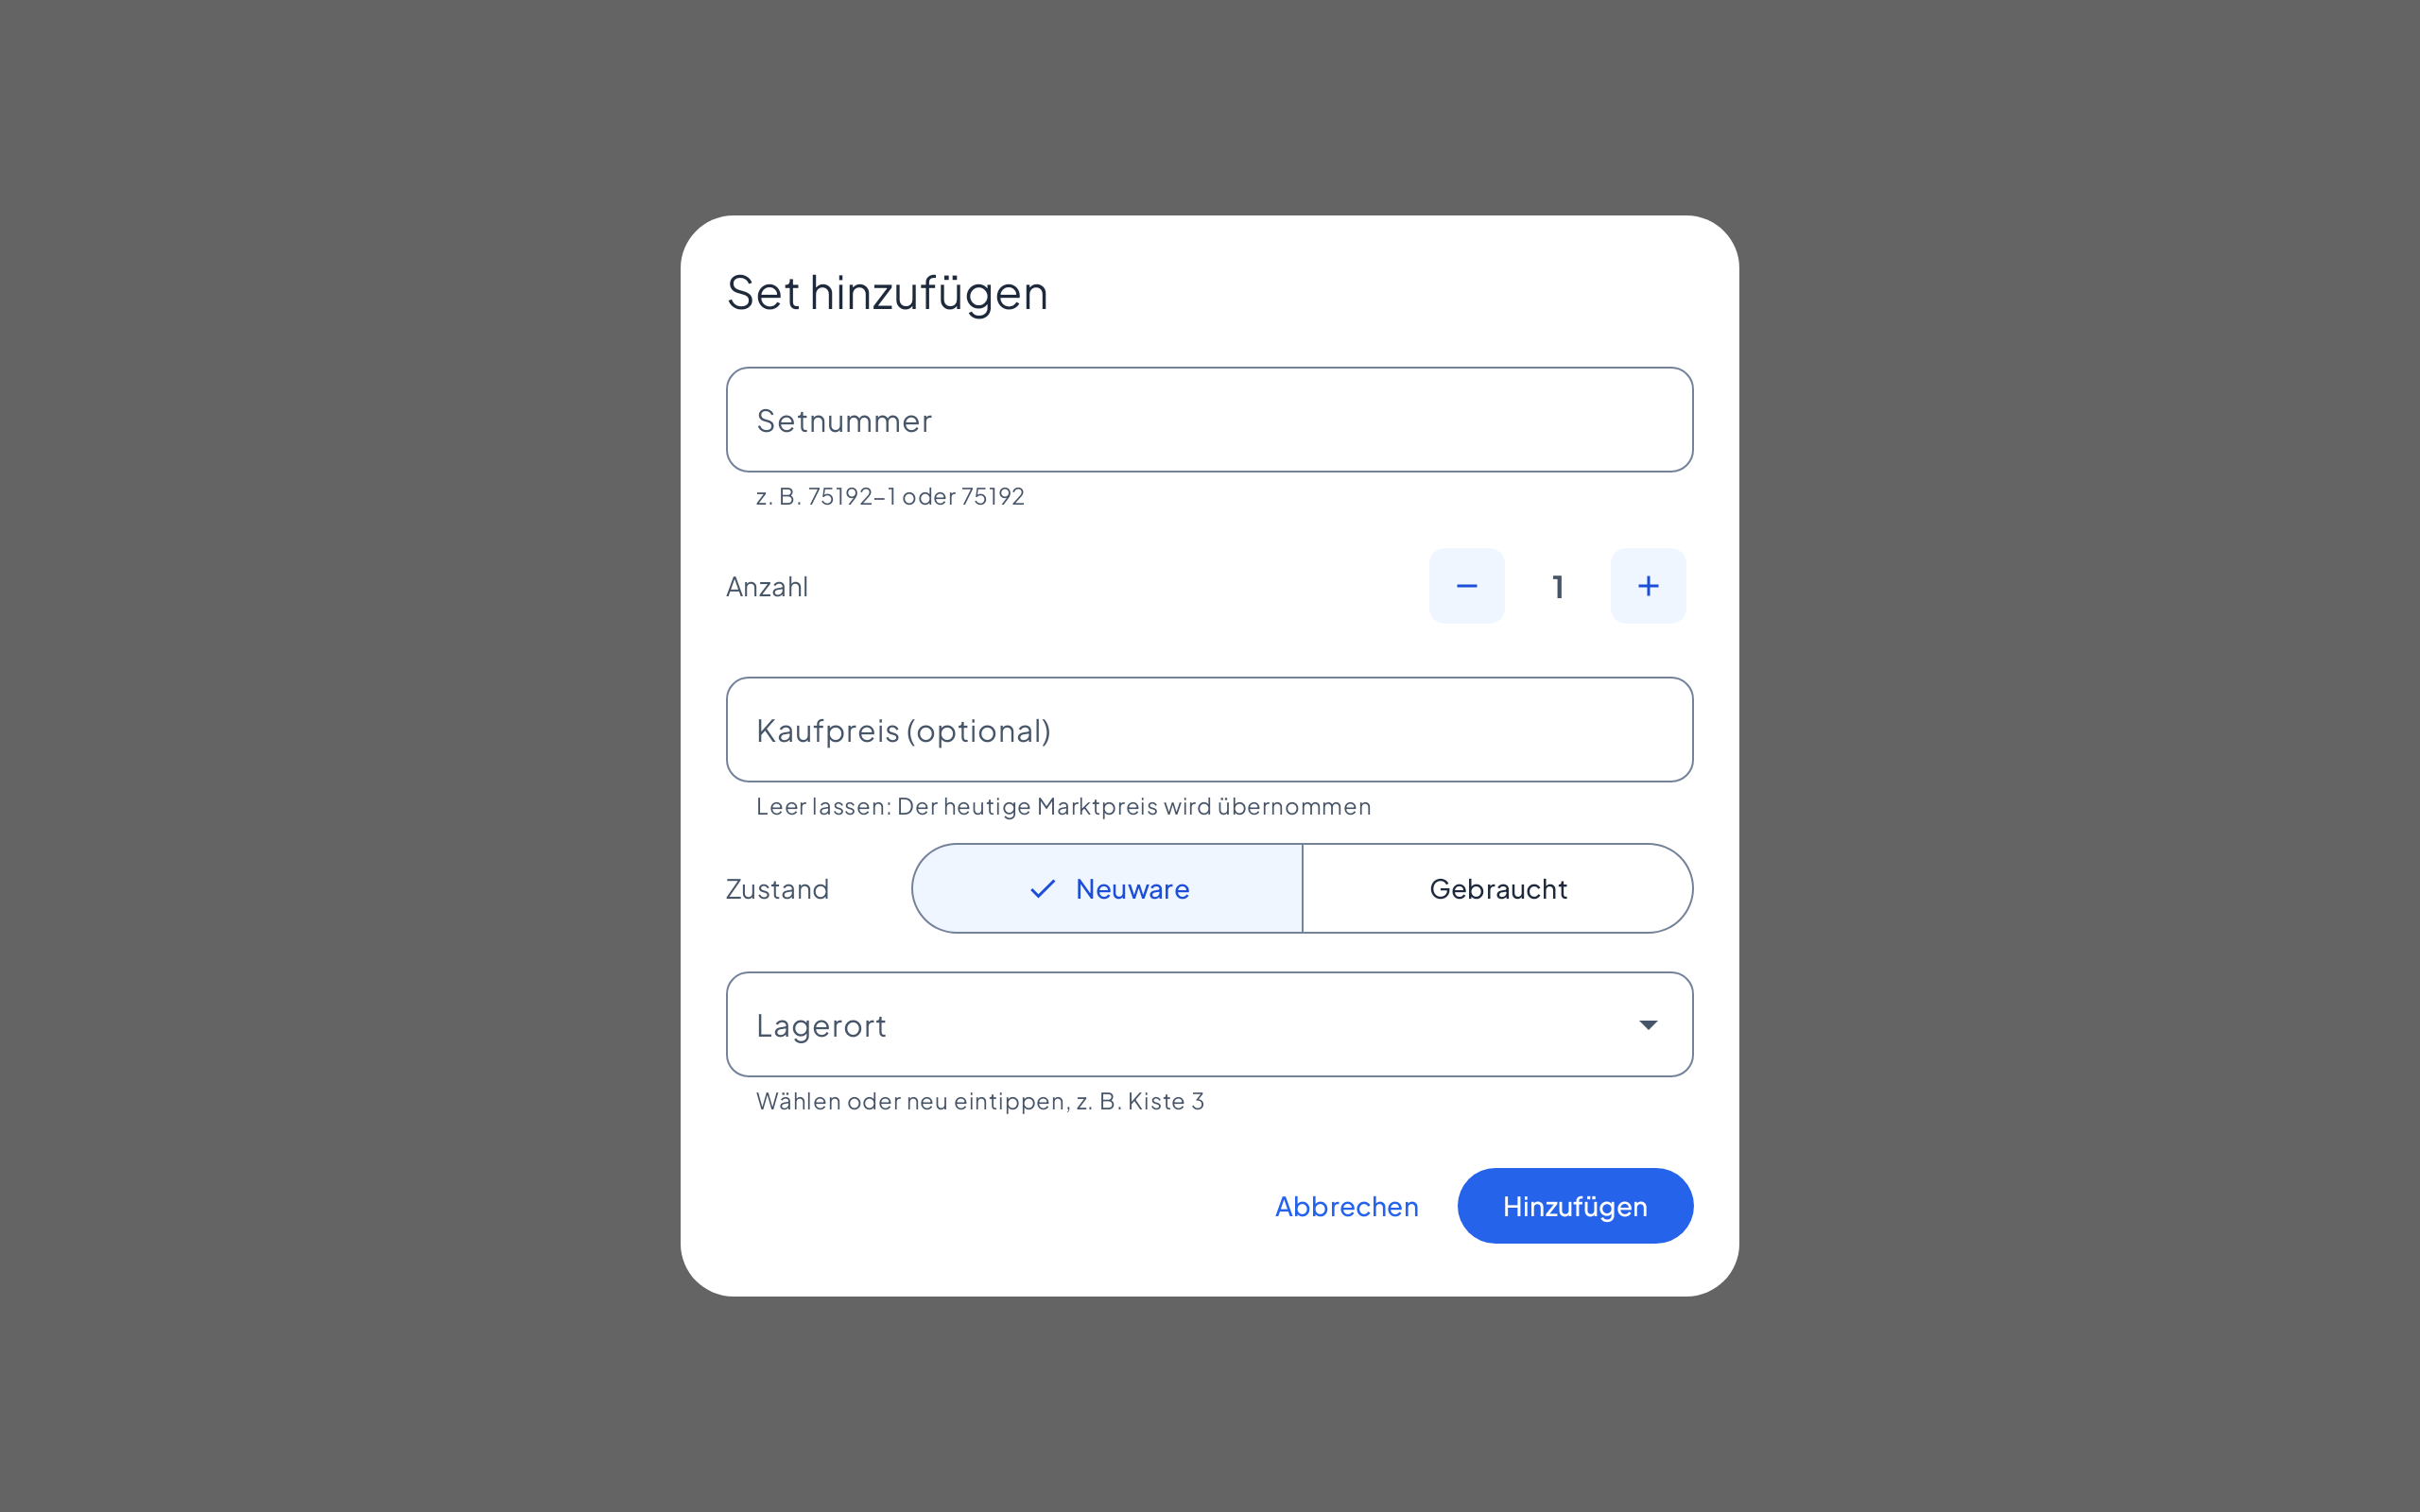 Set hinzufügen
Setnummer
z. B. 75192–1 oder 75192
Anzahl
1
Kaufpreis (optional)
Leer lassen: Der heutige Marktpreis wird übernommen
Zustand
Neuware
Gebraucht
Lagerort
Wählen oder neu eintippen, z. B. Kiste 3
Abbrechen
Hinzufügen